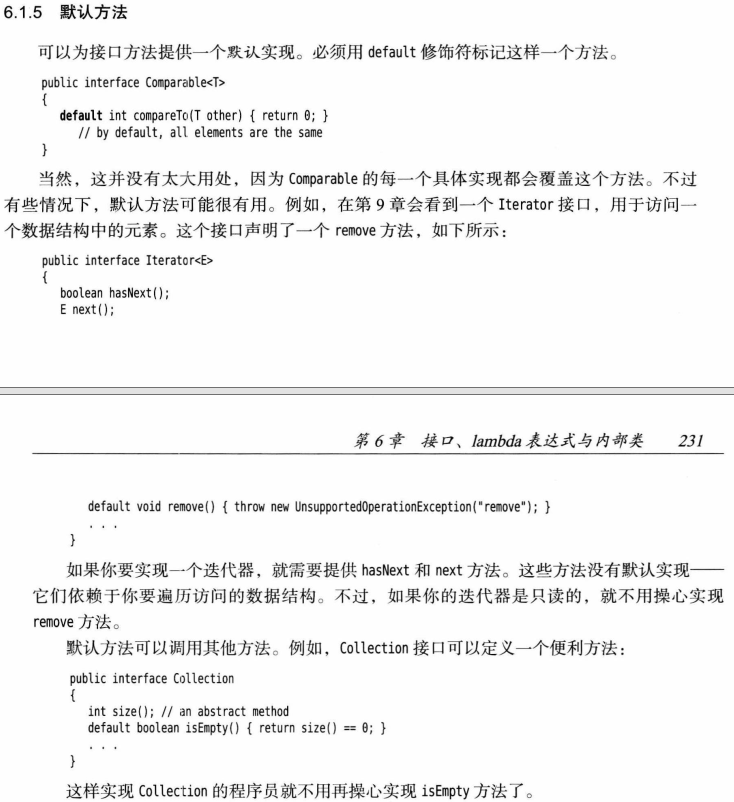 6.1.5 默认方法
可以为接口方法提供一个默认实现。必须用 default 修饰符标记这样一个方法。
public interface Comparable<T>
{
default int compareTo(T other) { return 0; }
// by default, all elements are the same
}
当然，这并没有太大用处，因为 Comparable 的每一个具体实现都会覆盖这个方法。不过
有些情况下，默认方法可能很有用。例如，在第 9 章会看到一个 Iterator 接口，用于访问一
个数据结构中的元素。这个接口声明了一个 remove 方法，如下所示：
public interface Iterator<E>
{
boolean hasNext();
E next();
第 6 章 接口、lambda 表达式与内部类 231
default void remove() { throw new UnsupportedOperationException("remove"); }
. . .
}
如果你要实现一个迭代器，就需要提供 hasNext 和 next 方法。这些方法没有默认实现——
它们依赖于你要遍历访问的数据结构。不过，如果你的迭代器是只读的，就不用操心实现
remove 方法。
默认方法可以调用其他方法。例如，Collection 接口可以定义一个便利方法：
public interface Collection
{
int size(); // an abstract method
default boolean isEmpty() { return size() == 0; }
. . .
}
这样实现 Collection 的程序员就不用再操心实现 isEmpty 方法了。